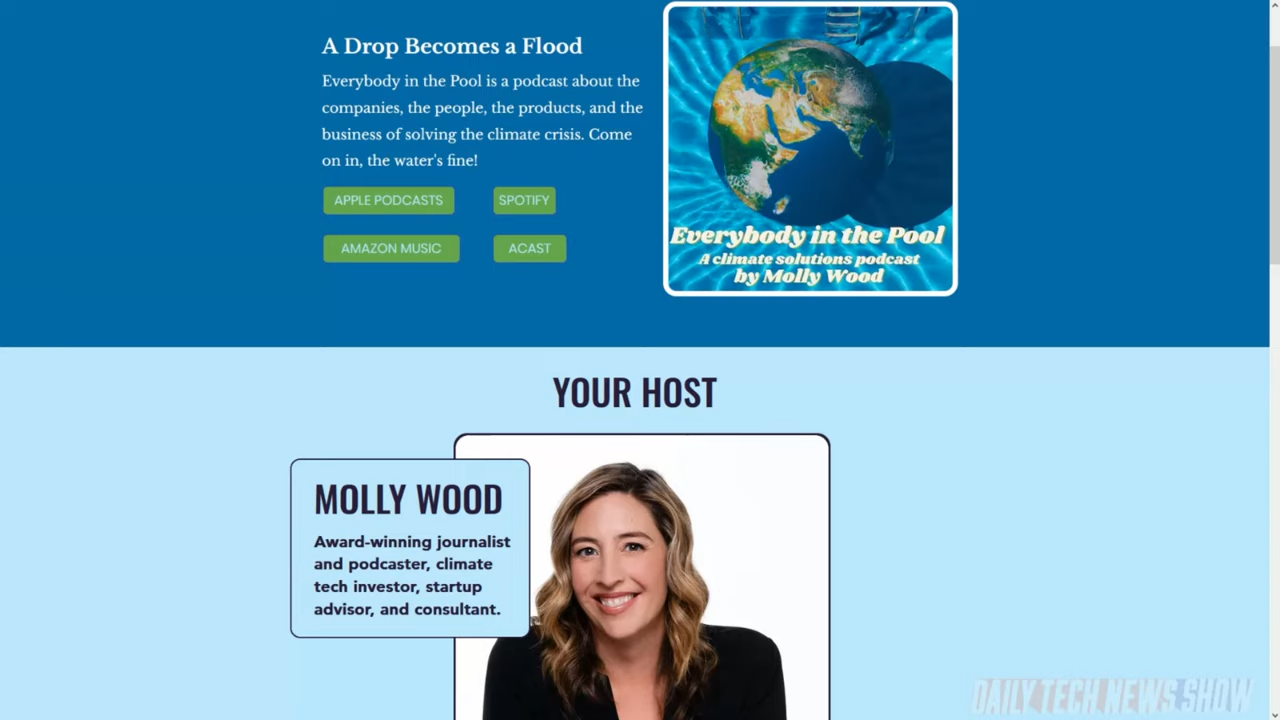 A Drop Becomes a Flood
Everybody in the Pool is a podcast about the
companies, the people, the products, and the
business of solving the climate crisis. Come
on in, the water's fine!
APPLE PODCASTS
SPOTIFY
AMAZON MUSIC
ACAST
Everybody in the Pool
A climate solutions podcast
by Molly Wood
YOUR HOST
MOLLY WOOD
Award-winning journalist
and podcaster, climate
tech investor, startup
advisor, and consultant.
DAILY TECH NEWS SHOW